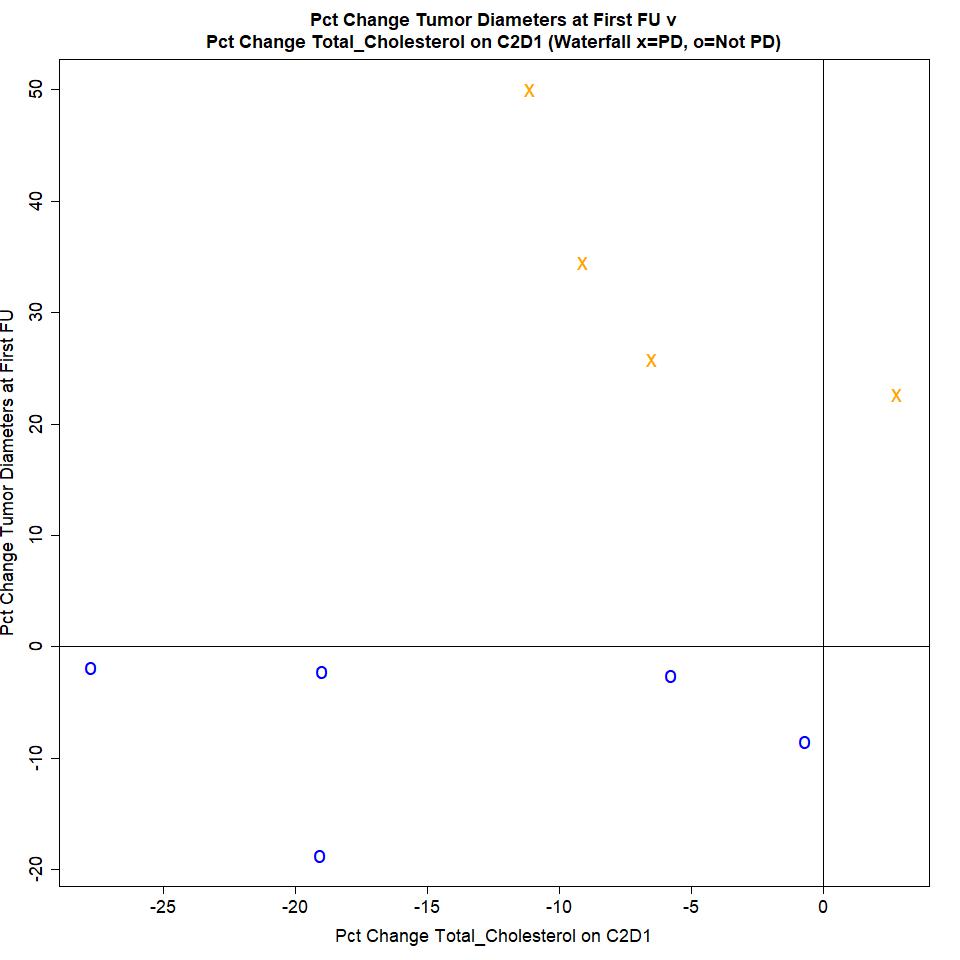 Pct Change Tumor Diameters at First FU v
Pct Change Total_Cholesterol on C2D1 (Waterfall x=PD, o=Not PD)
Pct Change Tumor Diameters at First FU
50
40
30
20
10
0
-10
-20
X
X
X
X
O
O
O
O
O
-25
-20
-15
-10
-5
0
Pct Change Total_Cholesterol on C2D1